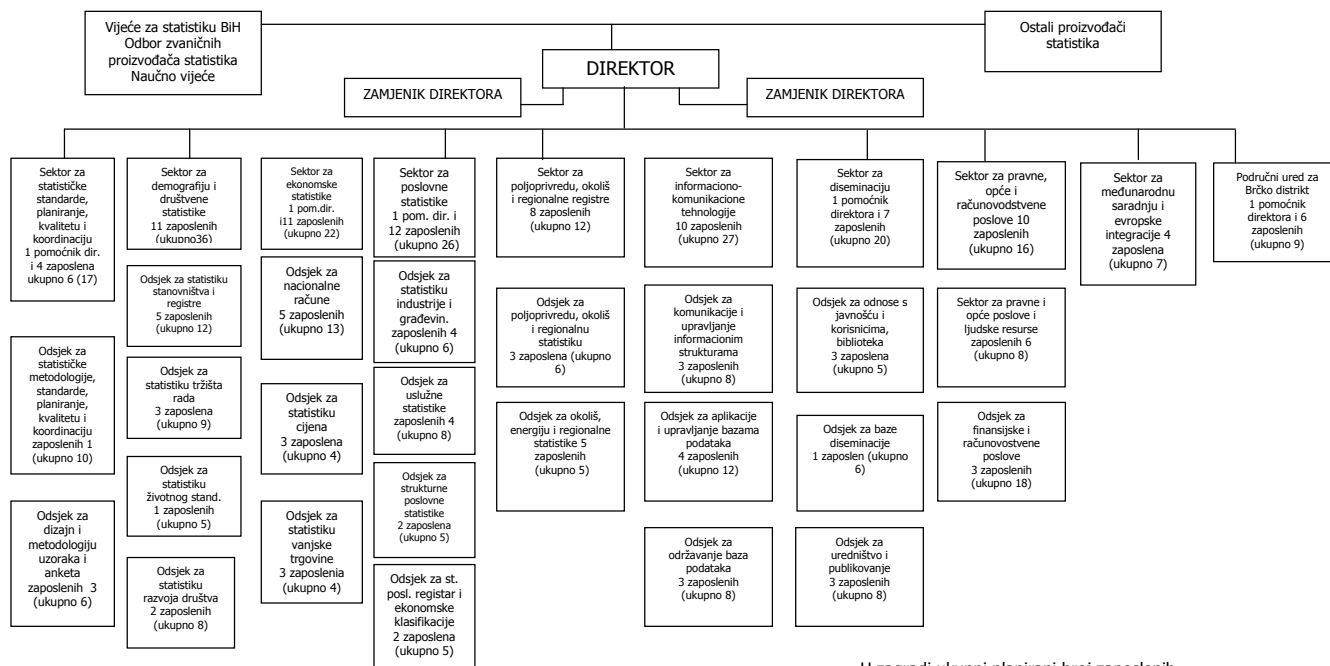 Vijeće za statistiku BiH
Odbor zvaničnih
proizvođača statistika
Naučno vijeće
Ostali proizvođači
statistika
DIREKTOR
ZAMJENIK DIREKTORA
ZAMJENIK DIREKTORA
Sektor za
statističke
standarde,
planiranje,
kvalitetu i
koordinaciju
1 pomoćnik dir.
i 4 zaposlena
ukupno 6 (17)
Sektor za
demografiju i
društvene
statistike
11 zaposlenih
(ukupno36)
Sektor za
ekonomske
statistike
1 pom.dir.
i11 zaposlenih
(ukupno 22)
Sektor za
poslovne
statistike
1 pom. dir. i
12 zaposlenih
(ukupno 26)
Sektor za
poljoprivredu, okoliš
i regionalne registre
8 zaposlenih
(ukupno 12)
Sektor za
informaciono-
komunikacione
tehnologije
10 zaposlenih
(ukupno 27)
Sektor za
diseminaciju
1 pomoćnik
direktora i 7
zaposlenih
(ukupno 20)
Sektor za pravne,
opće i
računovodstvene
poslove 10
zaposlenih
(ukupno 16)
Sektor za
međunarodnu
saradnju i
evropske
integracije 4
zaposlena
(ukupno 7)
Područni ured za
Brčko distrikt
1 pomoćnik
direktora i 6
zaposlenih
(ukupno 9)
Odsjek za
statističke
metodologije,
standarde,
planiranje,
kvalitetu i
koordinaciju
zaposlenih 1
(ukupno 10)
Odsjek za
dizajn i
metodologiju
uzoraka i
anketa
zaposlenih 3
(ukupno 6)
Odsjek za statistiku
stanovništva i
registre
5 zaposlenih
(ukupno 12)
Odsjek za
statistiku tržišta
rada
3 zaposlena
(ukupno 9)
Odsjek za
statistiku
životnog stand.
1 zaposlenih
(ukupno 5)
Odsjek za
statistiku
razvoja društva
2 zaposlenih
(ukupno 8)
Odsjek za
nacionalne
račune
5 zaposlenih
(ukupno 13)
Odsjek za
statistiku
cijena
3 zaposlena
(ukupno 4)
Odsjek za
statistiku
vanjske
trgovine
3 zaposlenia
(ukupno 4)
Odsjek za
statistiku
industrije i
građevin.
zaposlenih 4
(ukupno 6)
Odsjek za
uslužne
statistike
zaposlenih 4
(ukupno 8)
Odsjek za
strukturne
poslovne
statistike
2 zaposlena
(ukupno 5)
Odsjek za st.
posl. registar i
ekonomske
klasifikacije
2 zaposlena
(ukupno 5)
Odsjek za
poljoprivredu, okoliš
i regionalnu
statistiku
3 zaposlena (ukupno
6)
Odsjek za okoliš,
energiju i regionalne
statistike 5
zaposlenih
(ukupno 5)
Odsjek za
komunikacije i
upravljanje
informacionim
strukturama
3 zaposlenih
(ukupno 8)
Odsjek za aplikacije
i upravljanje bazama
podataka
4 zaposlenih
(ukupno 12)
Odsjek za
održavanje baza
podataka
3 zaposlenih
(ukupno 8)
Odsjek za odnose s
javnošću i
korisnicima,
biblioteka
3 zaposlena
(ukupno 5)
Odsjek za baze
diseminacije
1 zaposlen (ukupno
6)
Odsjek za
uredništvo i
publikovanje
3 zaposlenih
(ukupno 8)
Sektor za pravne i
opće poslove i
ljudske resurse
zaposlenih 6
(ukupno 8)
Odsjek za
finansijske i
računovostvene
poslove
3 zaposlenih
(ukupno 18)
U zagradi ukupni planirani broj zaposlenih